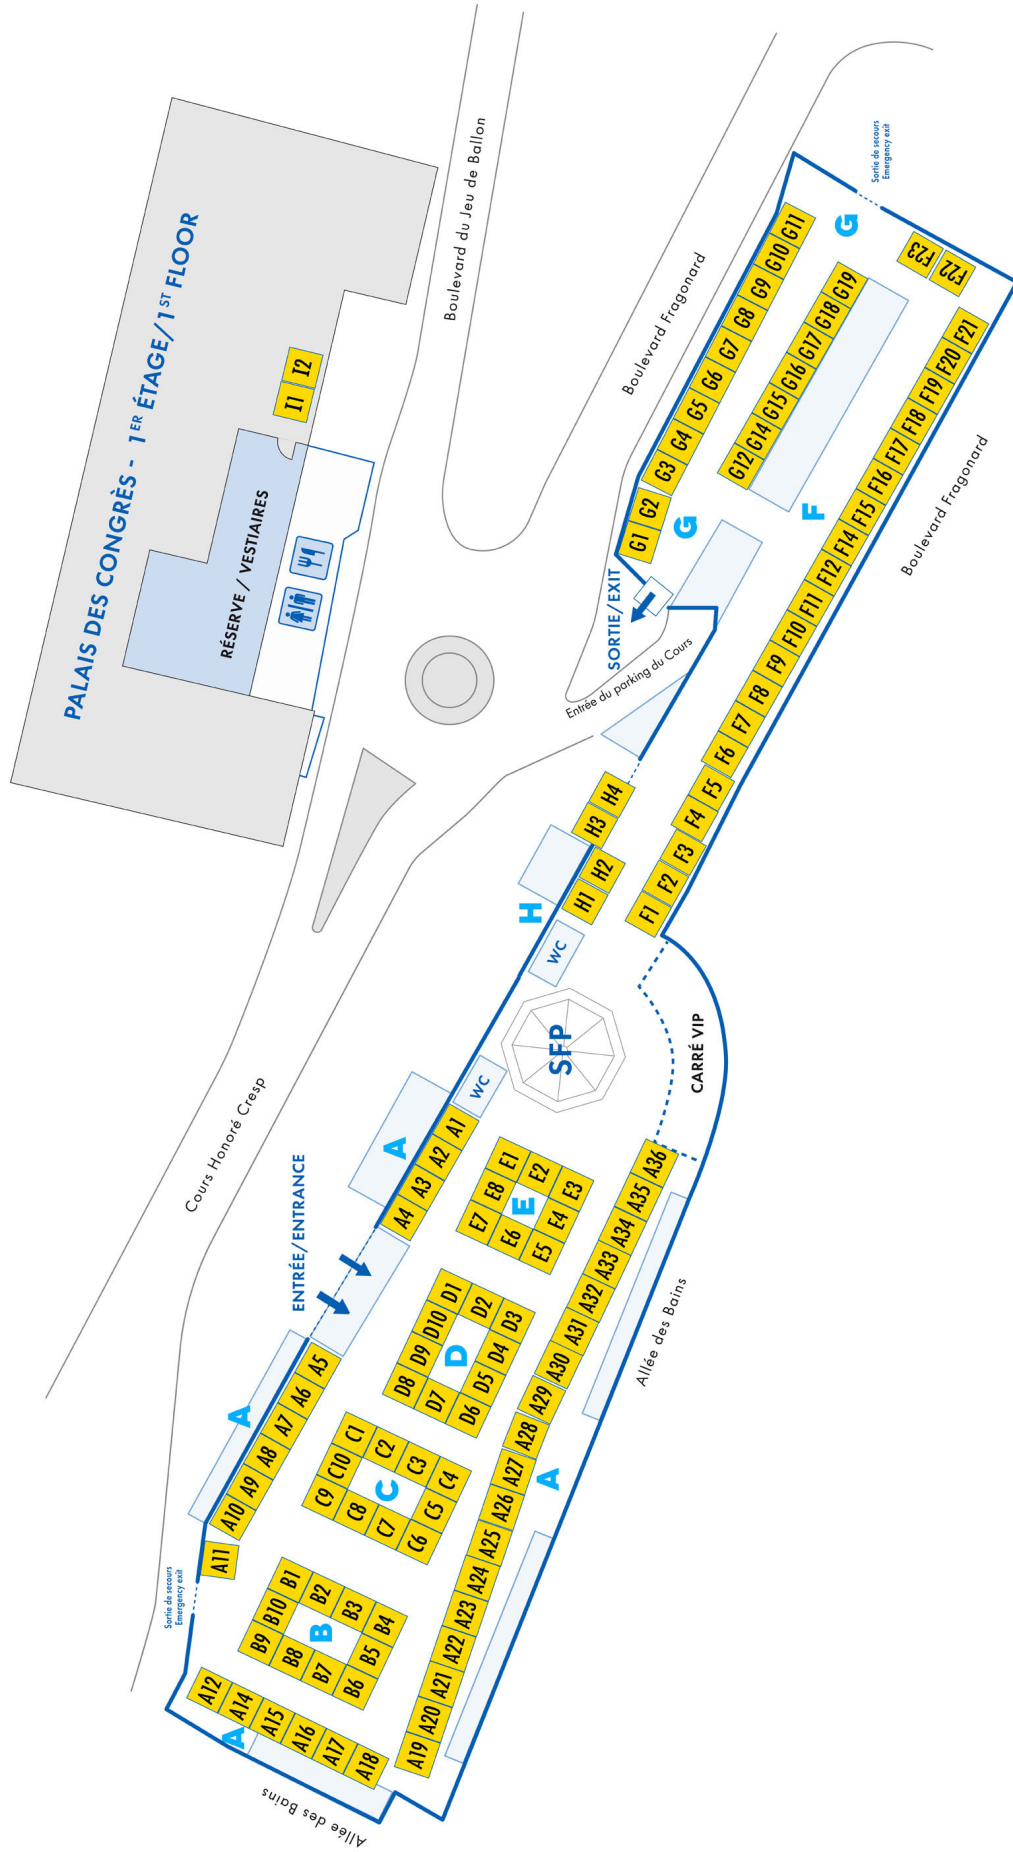 PALAIS DES CONGRÈS - 1ER ÉTAGE/1ST FLOOR
RÉSERVE / VESTIAIRES
I1
I2
Boulevard du Jeu de Ballon
Boulevard Fragonard
Cours Honoré Cresp
Entrée du parking du Cours
SORTIE/EXIT
ENTRÉE/ENTRANCE
Sortie de secours
Emergency exit
A
A12
A14
A15
A16
A17
A18
Allée des Bains
A11
A10
A9
A8
A7
A6
A5
A
A4
A3
A2
A1
A
WC
SFP
WC
H
H1
H2
H3
H4
B
B1
B2
B3
B4
B5
B6
B7
B8
B9
B10
C
C1
C2
C3
C4
C5
C6
C7
C8
C9
C10
D
D1
D2
D3
D4
D5
D6
D7
D8
D9
D10
E
E1
E2
E3
E4
E5
E6
E7
E8
A19
A20
A21
A22
A23
A24
A25
A26
A27
A28
A29
A30
A31
A32
A33
A34
A35
A36
A
Allée des Bains
CARRÉ VIP
G
G1
G2
G3
G4
G5
G6
G7
G8
G9
G10
G11
G
G12
G14
G15
G16
G17
G18
G19
F
F1
F2
F3
F4
F5
F6
F7
F8
F9
F10
F11
F12
F14
F15
F16
F17
F18
F19
F20
F21
F22
F23
Sortie de secours
Emergency exit
Boulevard Fragonard